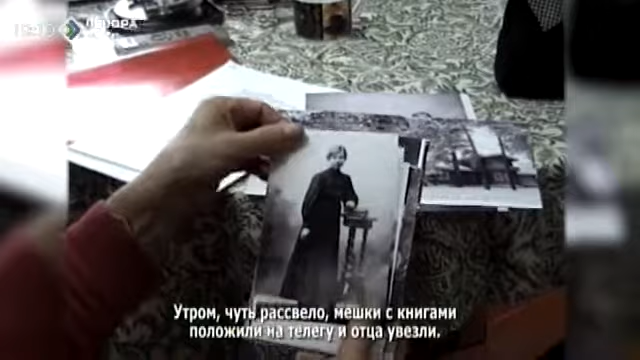 Утром, чуть рассвело, мешки с книгами
положили на телегу и отца увезли.